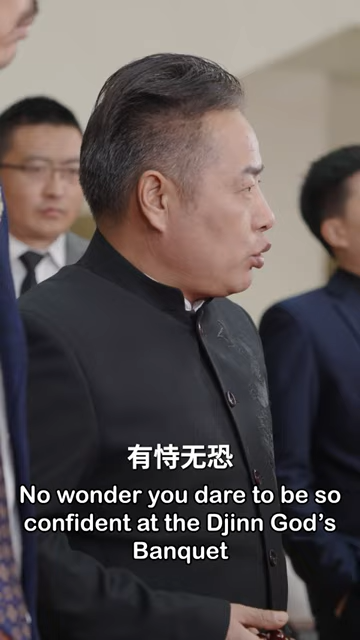 有恃无恐
No wonder you dare to be so
confident at the Djinn God's
Banquet